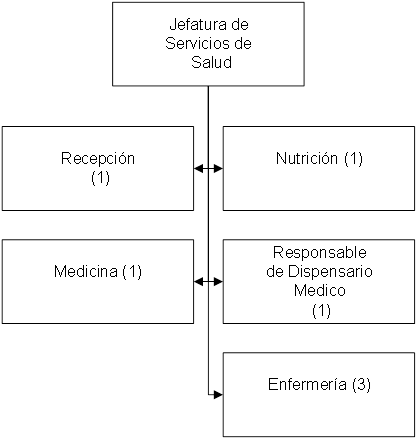 Jefatura de
Servicios de
Salud
Recepción
(1)
Nutrición (1)
Medicina (1)
Responsable
de Dispensario
Medico
(1)
Enfermería (3)